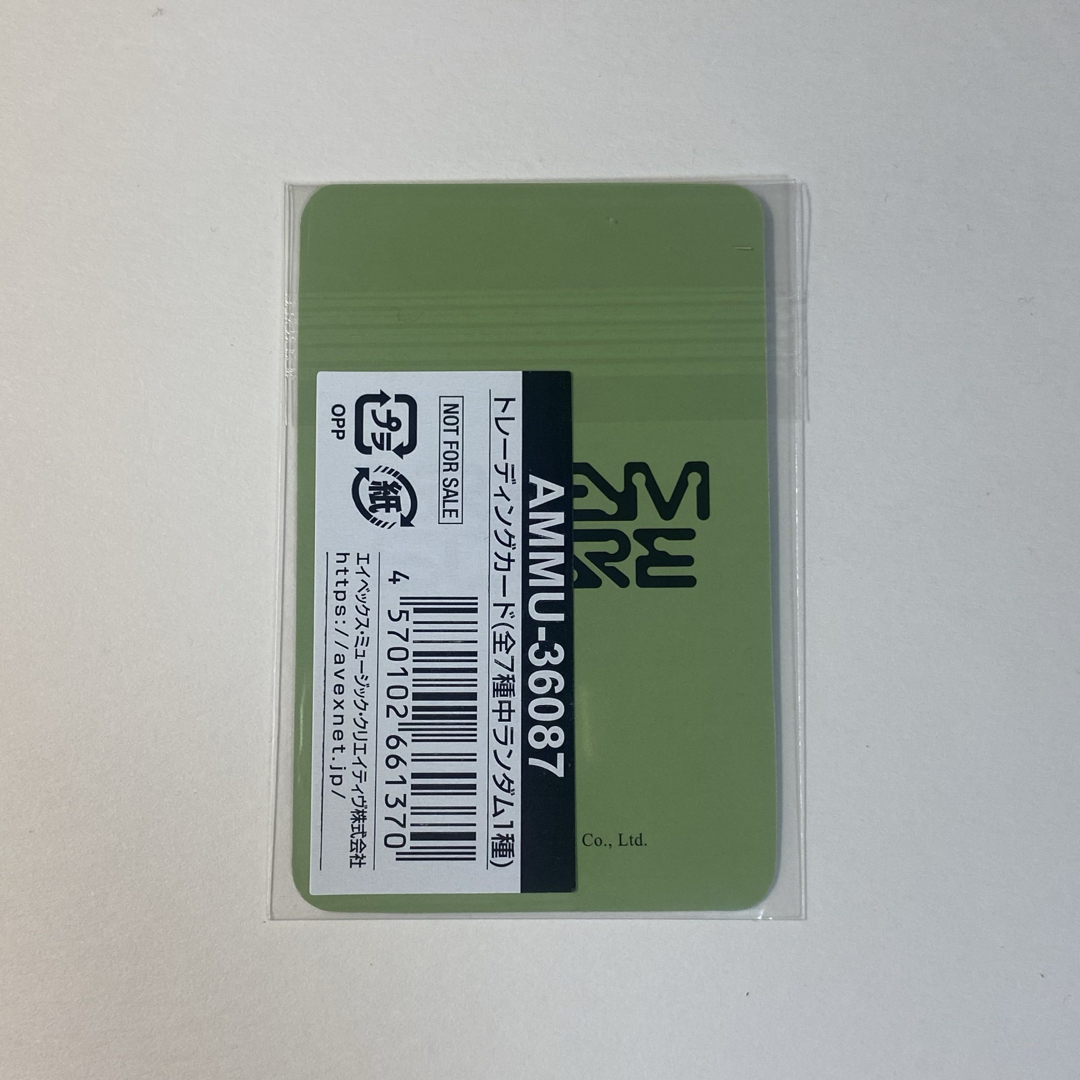 AMMU-36087
トレーディングカード(全7種中ランダム1種)
NOT FOR SALE
4 570102 661370
プラ
紙
OPP
エイベックス・ミュージック・クリエイティヴ株式会社
https://avexnet.jp/
Co., Ltd.